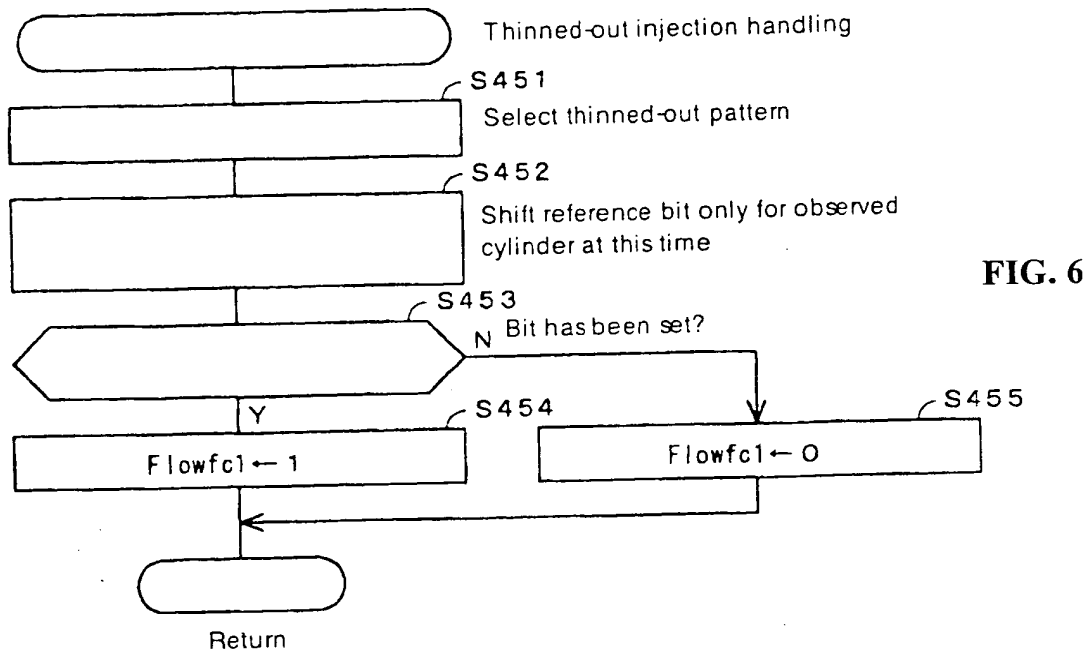 Thinned-out injection handling
S451
Select thinned-out pattern
S452
Shift reference bit only for observed
cylinder at this time
FIG. 6
S453
N Bit has been set?
Y
S454
Flowfc1←1
S455
Flowfc1←0
Return